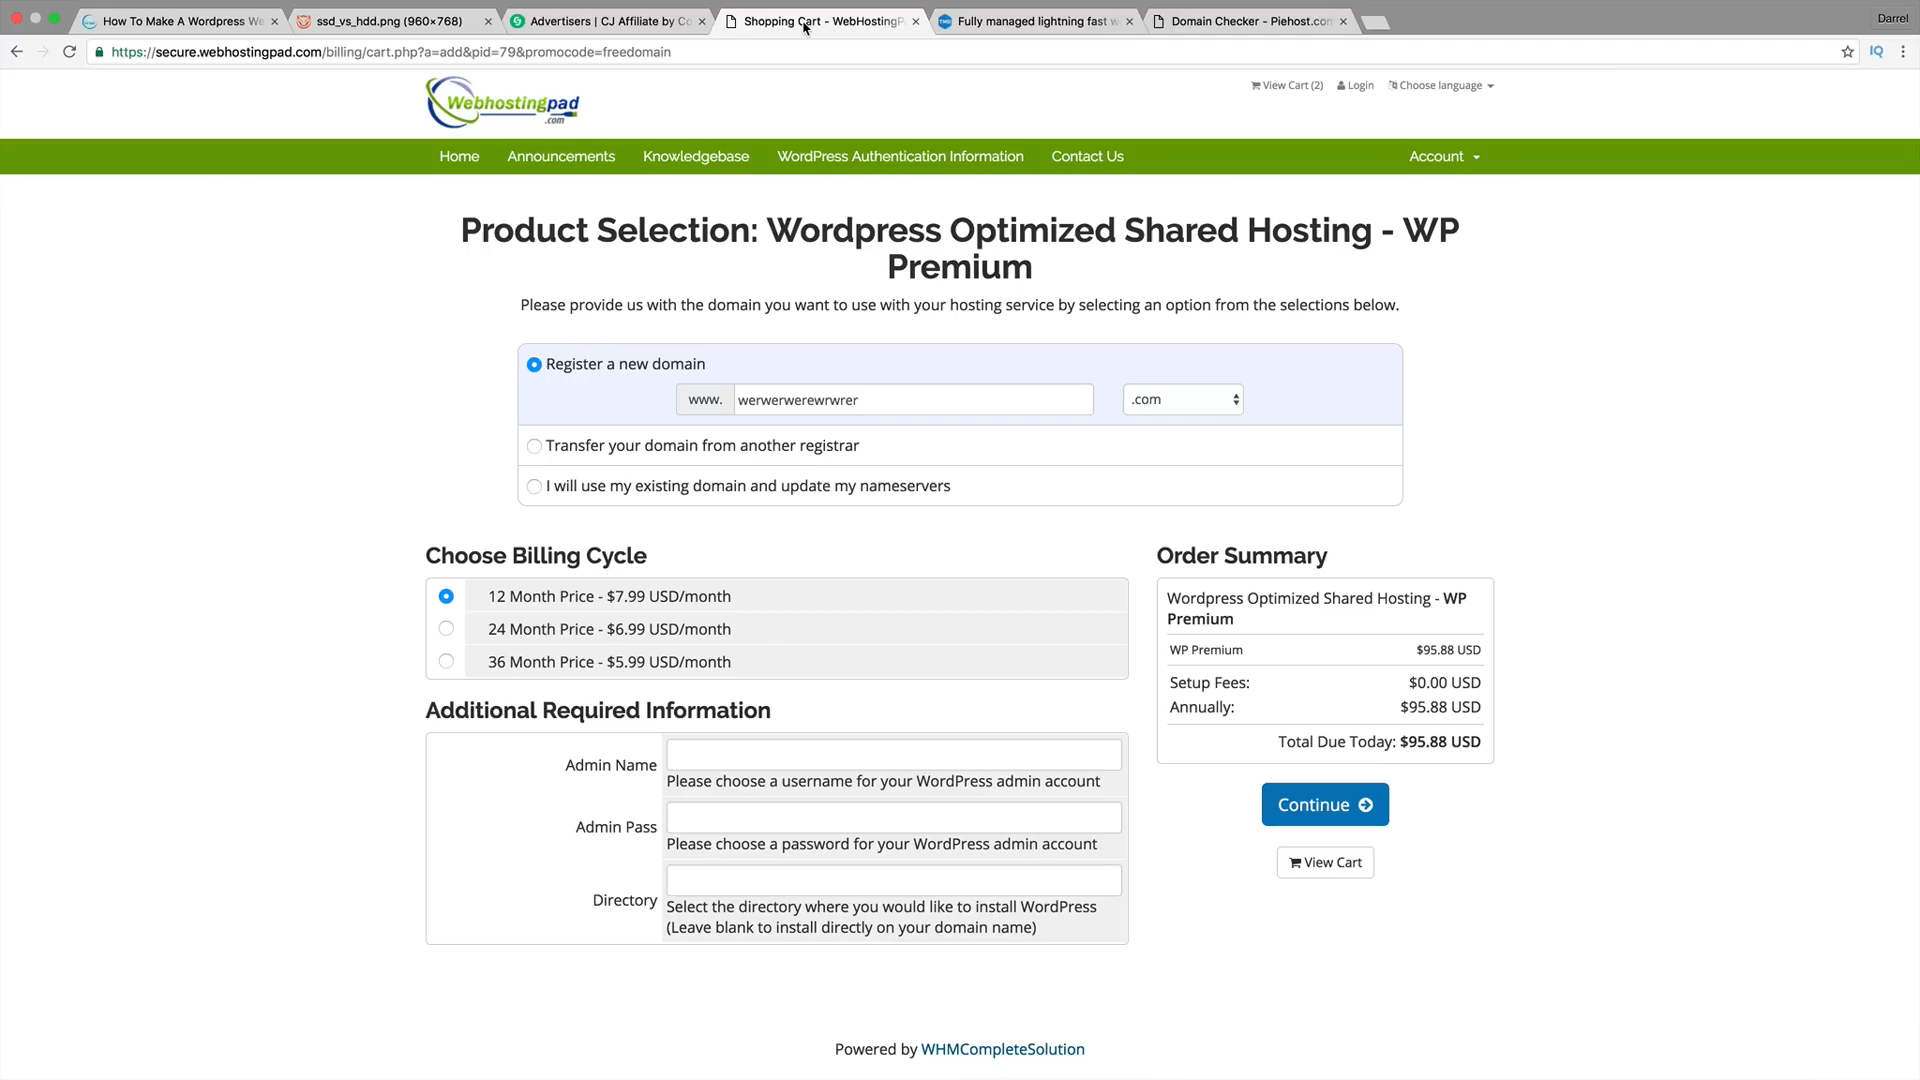 How To Make A Wordpress We
ssd_vs_hdd.png (960×768)
Advertisers | CJ Affiliate by Co
Shopping Cart - WebHostingP
Fully managed lightning fast w
Domain Checker - Piehost.com
Darrel
https://secure.webhostingpad.com/billing/cart.php?a=add&pid=79&promocode=freedomain
IQ
Webhostingpad
.com
View Cart (2)
Login
Choose language
Home
Announcements
Knowledgebase
WordPress Authentication Information
Contact Us
Account
Product Selection: Wordpress Optimized Shared Hosting - WP
Premium
Please provide us with the domain you want to use with your hosting service by selecting an option from the selections below.
Register a new domain
www.
werwerwerewrwrer
.com
Transfer your domain from another registrar
I will use my existing domain and update my nameservers
Choose Billing Cycle
12 Month Price - $7.99 USD/month
24 Month Price - $6.99 USD/month
36 Month Price - $5.99 USD/month
Additional Required Information
Admin Name
Please choose a username for your WordPress admin account
Admin Pass
Please choose a password for your WordPress admin account
Directory
Select the directory where you would like to install WordPress
(Leave blank to install directly on your domain name)
Order Summary
Wordpress Optimized Shared Hosting - WP
Premium
WP Premium $95.88 USD
Setup Fees: $0.00 USD
Annually: $95.88 USD
Total Due Today: $95.88 USD
Continue
View Cart
Powered by WHMCompleteSolution